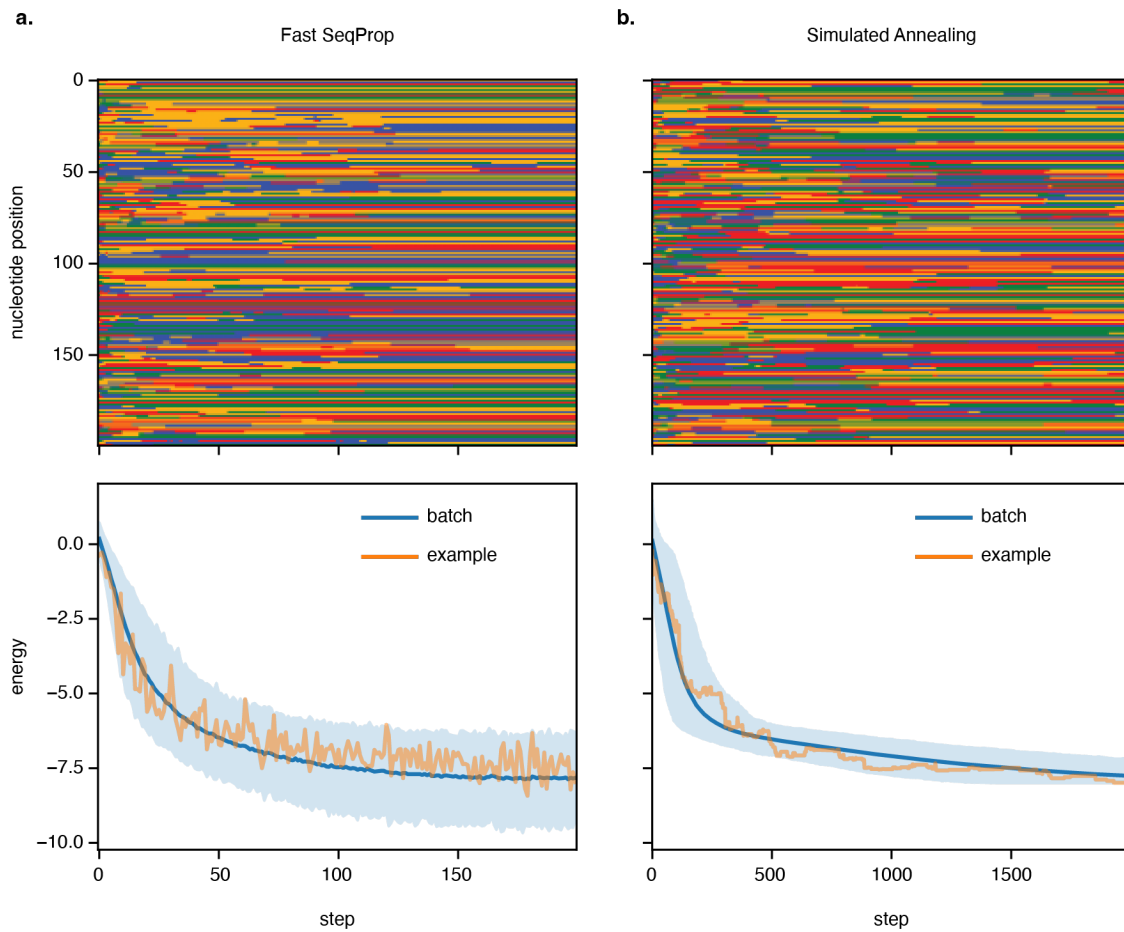 a.
Fast SeqProp
0
50
100
150
nucleotide position
batch
example
0.0
−2.5
−5.0
−7.5
−10.0
energy
0
50
100
150
step
b.
Simulated Annealing
batch
example
0
500
1000
1500
step